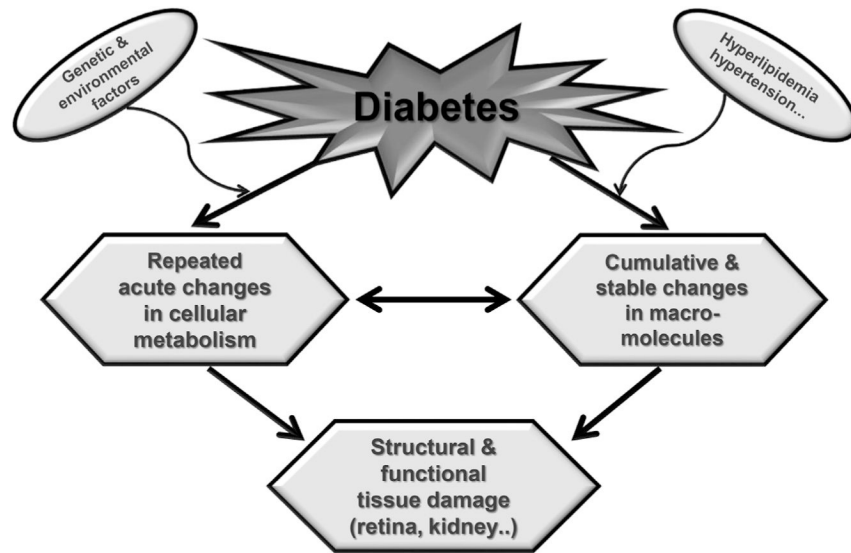 Genetic &
environmental
factors
Diabetes
Hyperlipidemia
hypertension...
Repeated
acute changes
in cellular
metabolism
Cumulative &
stable changes
in macro-
molecules
Structural &
functional
tissue damage
(retina, kidney..)